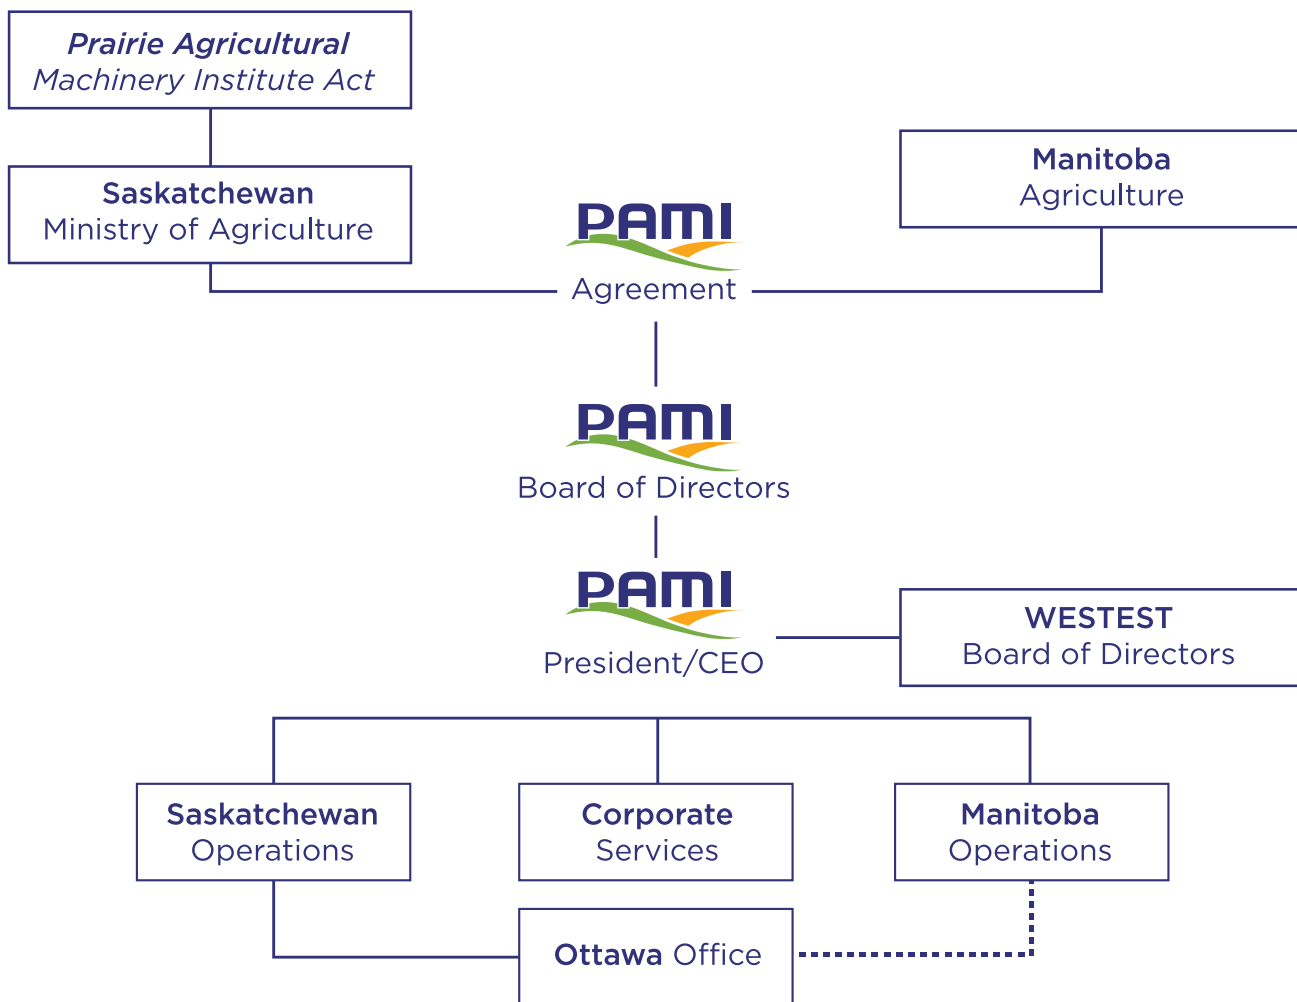 Prairie Agricultural
Machinery Institute Act
Saskatchewan
Ministry of Agriculture
Manitoba
Agriculture
PAMI
Agreement
PAMI
Board of Directors
PAMI
President/CEO
WESTEST
Board of Directors
Saskatchewan
Operations
Corporate
Services
Manitoba
Operations
Ottawa Office